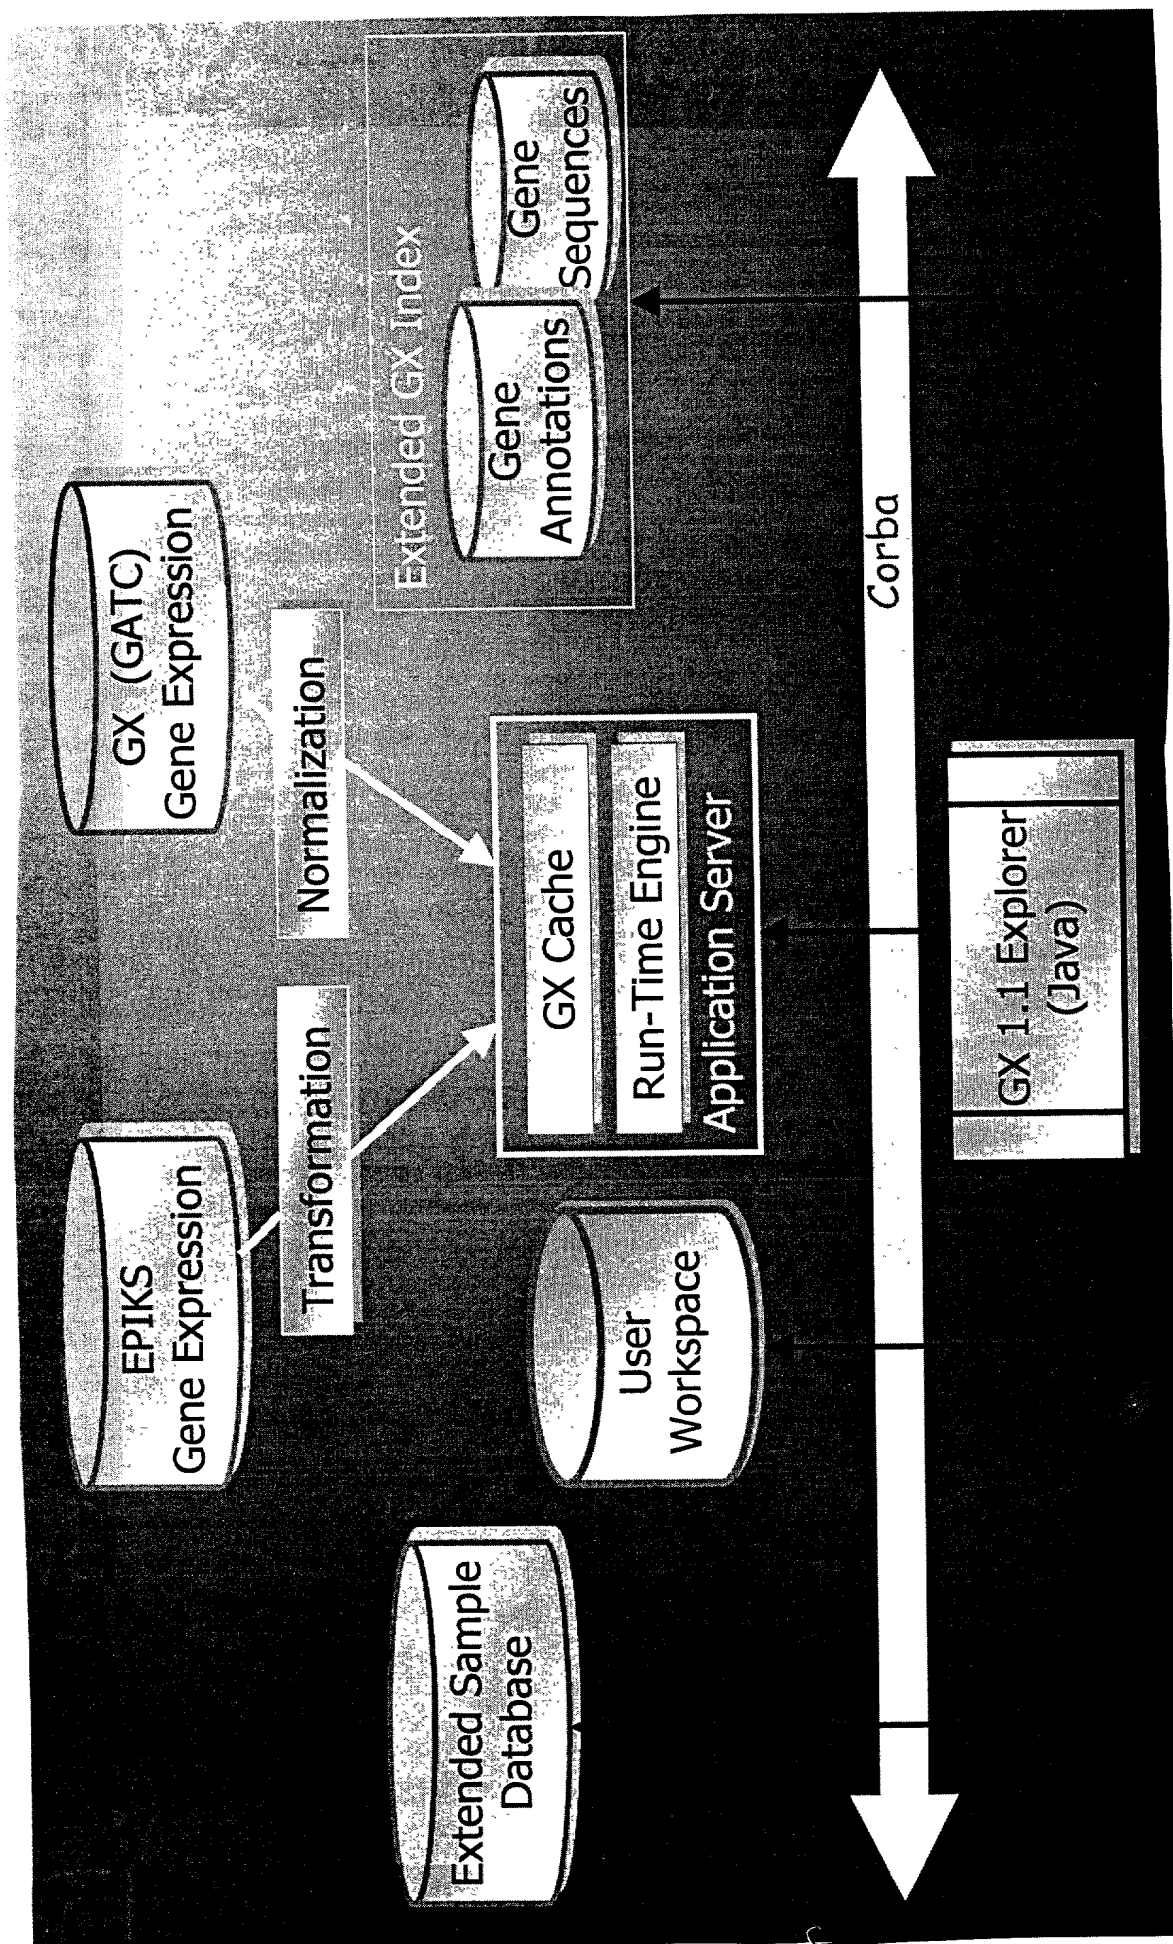 EPIKS
Gene Expression
GX (GATC)
Gene Expression
Transformation
Normalization
Extended GX Index
Gene
Annotations
Gene
Sequences
Extended Sample
Database
User
Workspace
GX Cache
Run-Time Engine
Application Server
Corba
GX 1.1 Explorer
(Java)